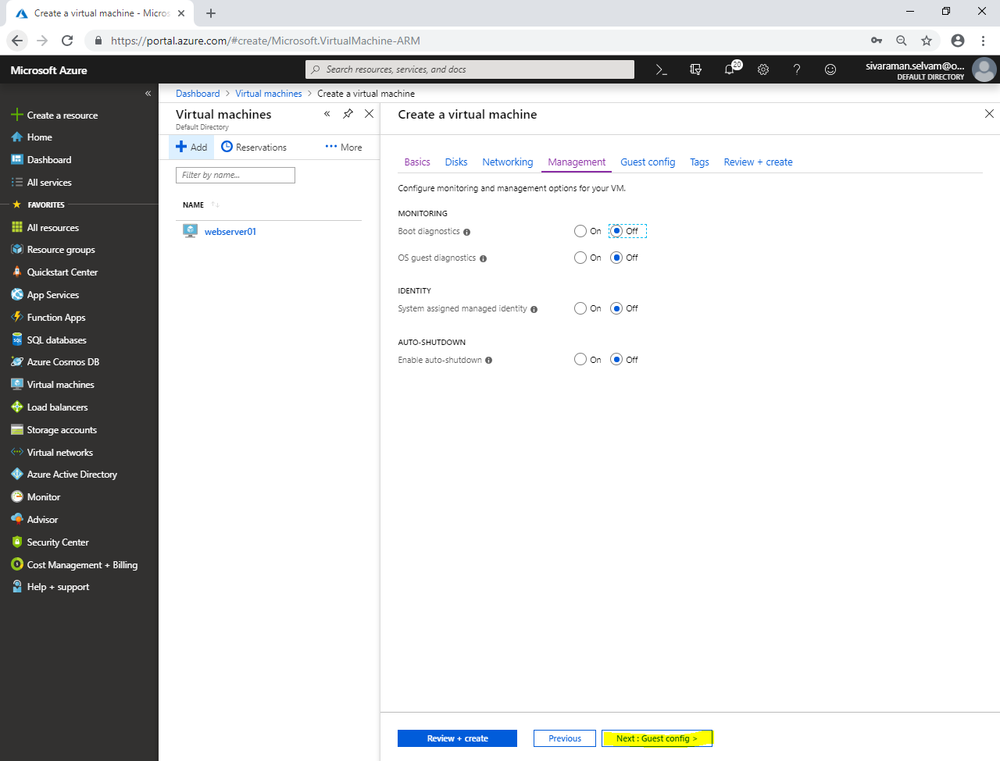 Create a virtual machine - Micros
https://portal.azure.com/#create/Microsoft.VirtualMachine-ARM
Microsoft Azure
Search resources, services, and docs
20
sivaraman.selvam@o...
DEFAULT DIRECTORY
Create a resource
Home
Dashboard
All services
FAVORITES
All resources
Resource groups
Quickstart Center
App Services
Function Apps
SQL databases
Azure Cosmos DB
Virtual machines
Load balancers
Storage accounts
Virtual networks
Azure Active Directory
Monitor
Advisor
Security Center
Cost Management + Billing
Help + support
Dashboard > Virtual machines > Create a virtual machine
Virtual machines
Default Directory
Add Reservations ··· More
Filter by name...
NAME
webserver01
Create a virtual machine
Basics Disks Networking Management Guest config Tags Review + create
Configure monitoring and management options for your VM.
MONITORING
Boot diagnostics On Off
OS guest diagnostics On Off
IDENTITY
System assigned managed identity On Off
AUTO-SHUTDOWN
Enable auto-shutdown On Off
Review + create Previous Next : Guest config >